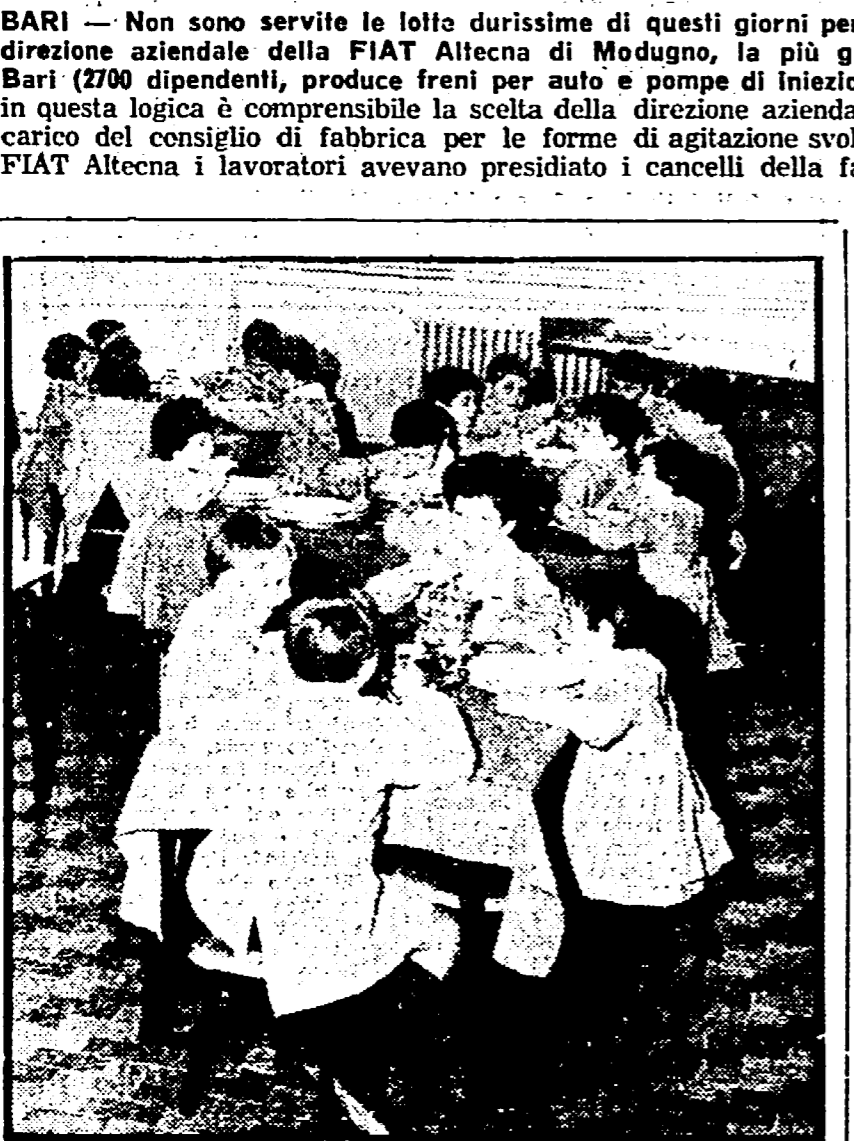 BARI — Non sono servite le lotte durissime di questi giorni per
direzione aziendale della FIAT Altecna di Modugno, la più g
Bari (2700 dipendenti, produce freni per auto e pompe di iniezio
in questa logica è comprensibile la scelta della direzione azienda
carico del consiglio di fabbrica per le forme di agitazione svol
FIAT Altecna i lavoratori avevano presidiato i cancelli della fa